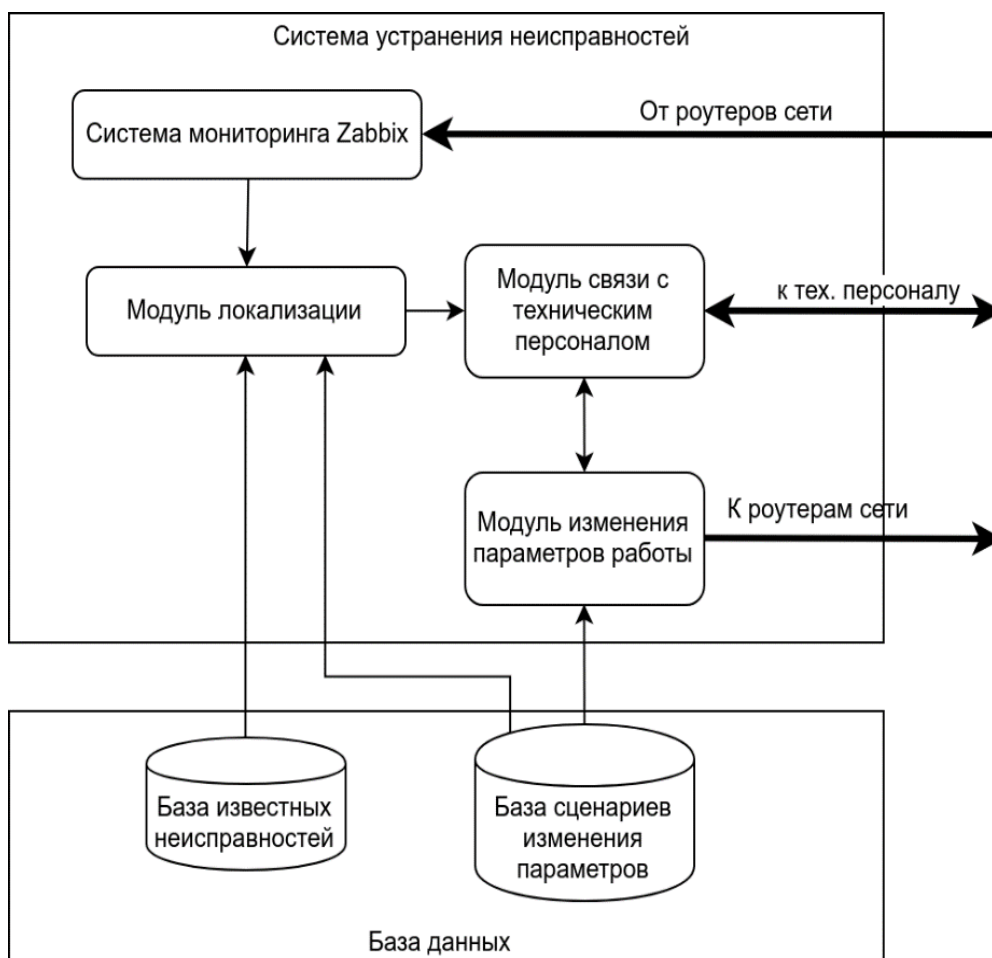 Система устранения неисправностей
От роутеров сети
Система мониторинга Zabbix
Модуль связи с
техническим
персоналом
к тех. персоналу
Модуль локализации
Модуль изменения
параметров работы
К роутерам сети
База известных
неисправностей
База сценариев
изменения
параметров
База данных